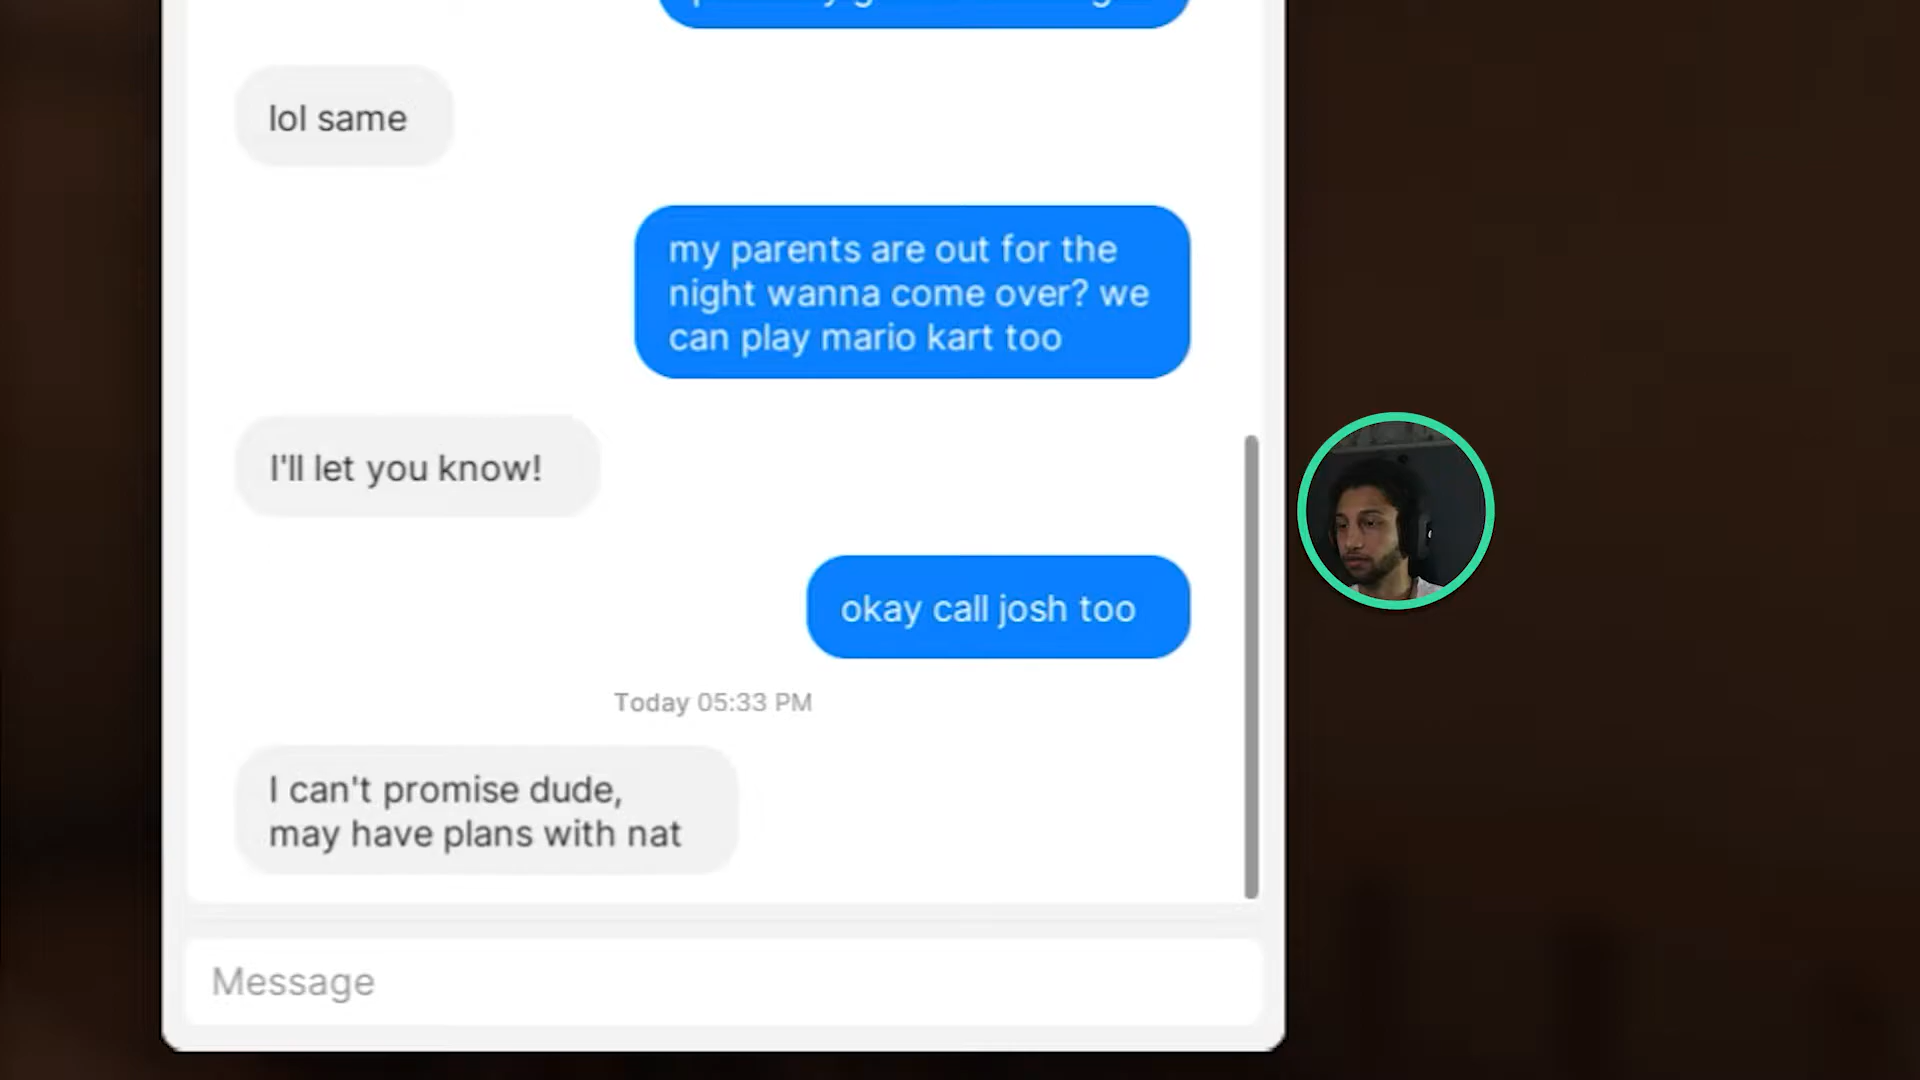 lol same
my parents are out for the
night wanna come over? we
can play mario kart too
I'll let you know!
okay call josh too
Today 05:33 PM
I can't promise dude,
may have plans with nat
Message